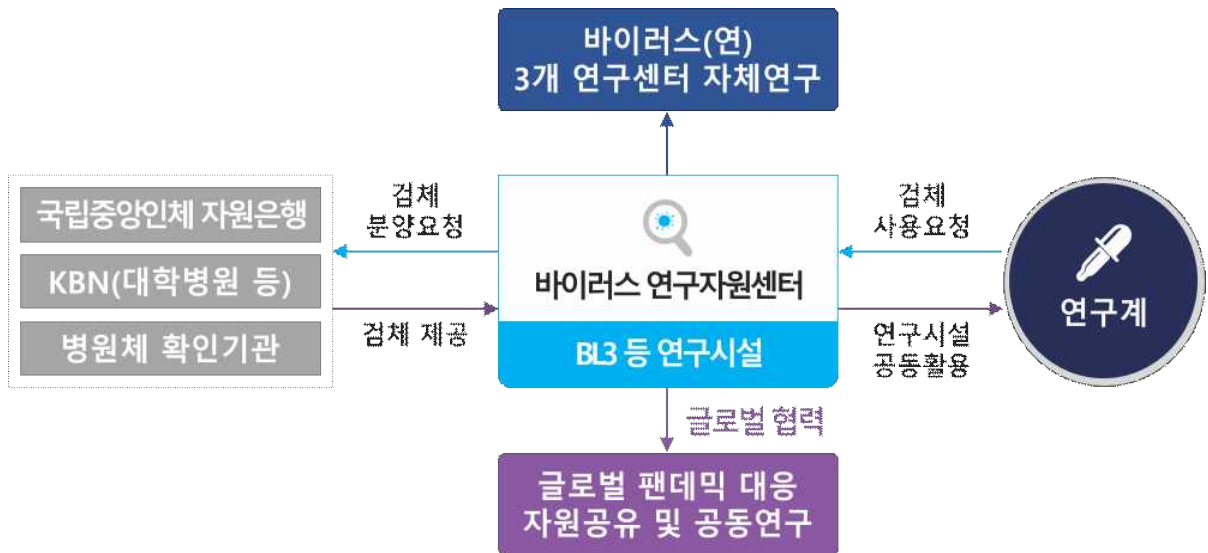 바이러스(연)
3개 연구센터 자체연구
국립중앙인체 자원은행
KBN(대학병원 등)
병원체 확인기관
검체
분양요청
검체 제공
바이러스 연구자원센터
BL3 등 연구시설
검체
사용요청
연구시설
공동활용
연구계
글로벌 협력
글로벌 팬데믹 대응
자원공유 및 공동연구